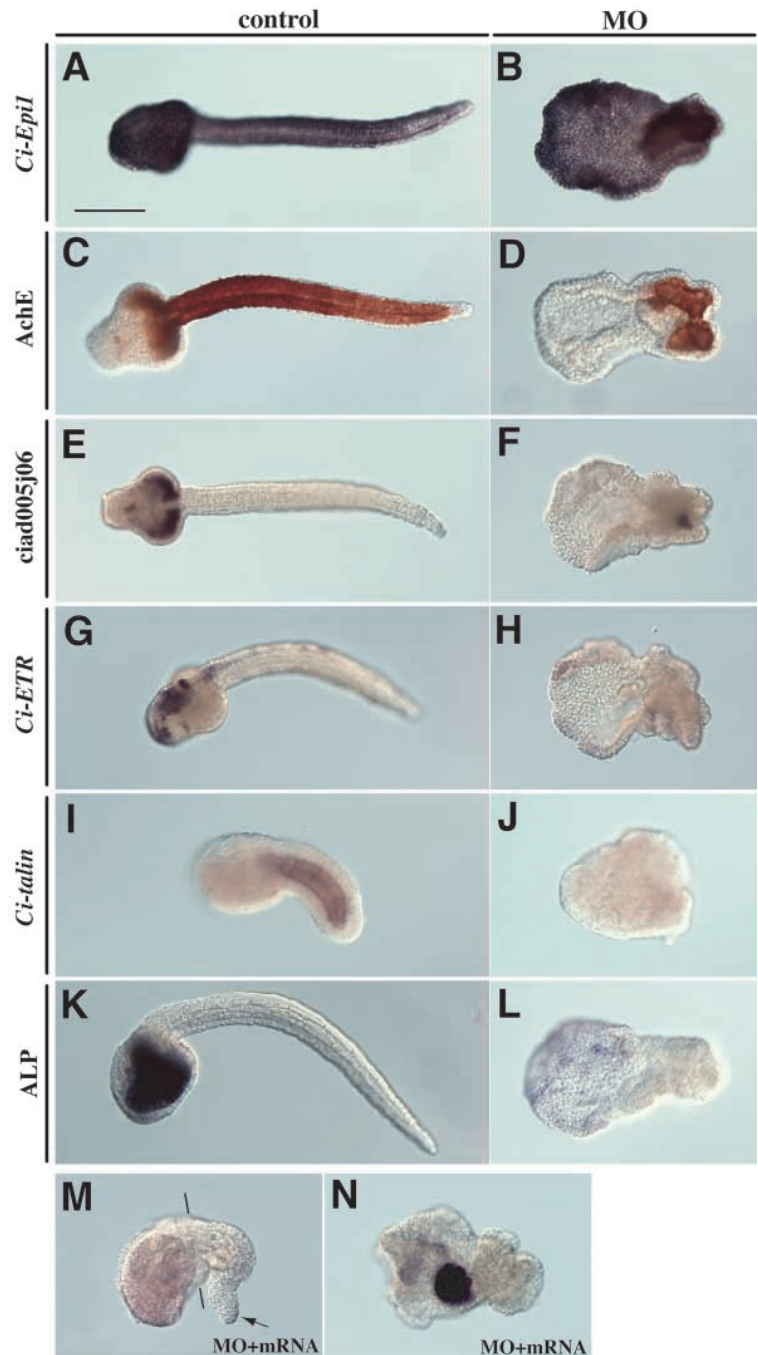 control MO
A B
Ci-Epi1
C D
AchE
E F
ciad005j06
G H
Ci-ETR
I J
Ci-talin
K L
ALP
M N
MO+mRNA MO+mRNA